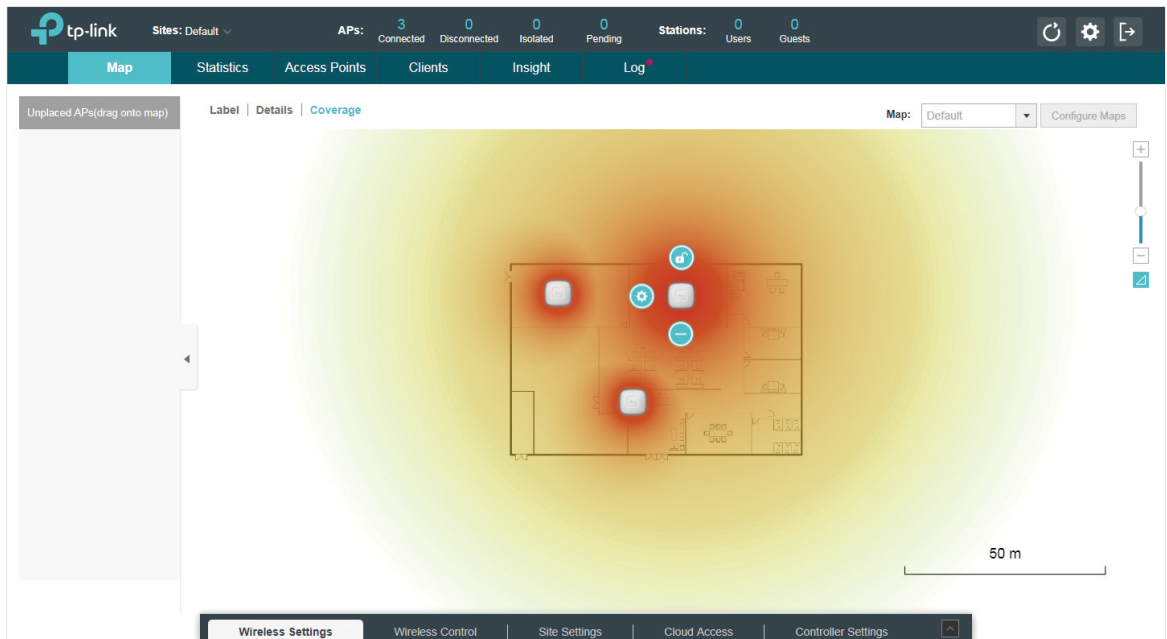 tp-link Sites: Default APs: 3 Connected 0 Disconnected 0 Isolated 0 Pending Stations: 0 Users 0 Guests
Map Statistics Access Points Clients Insight Log
Unplaced APs(drag onto map) Label | Details | Coverage Map: Default Configure Maps
50 m
Wireless Settings Wireless Control | Site Settings | Cloud Access | Controller Settings